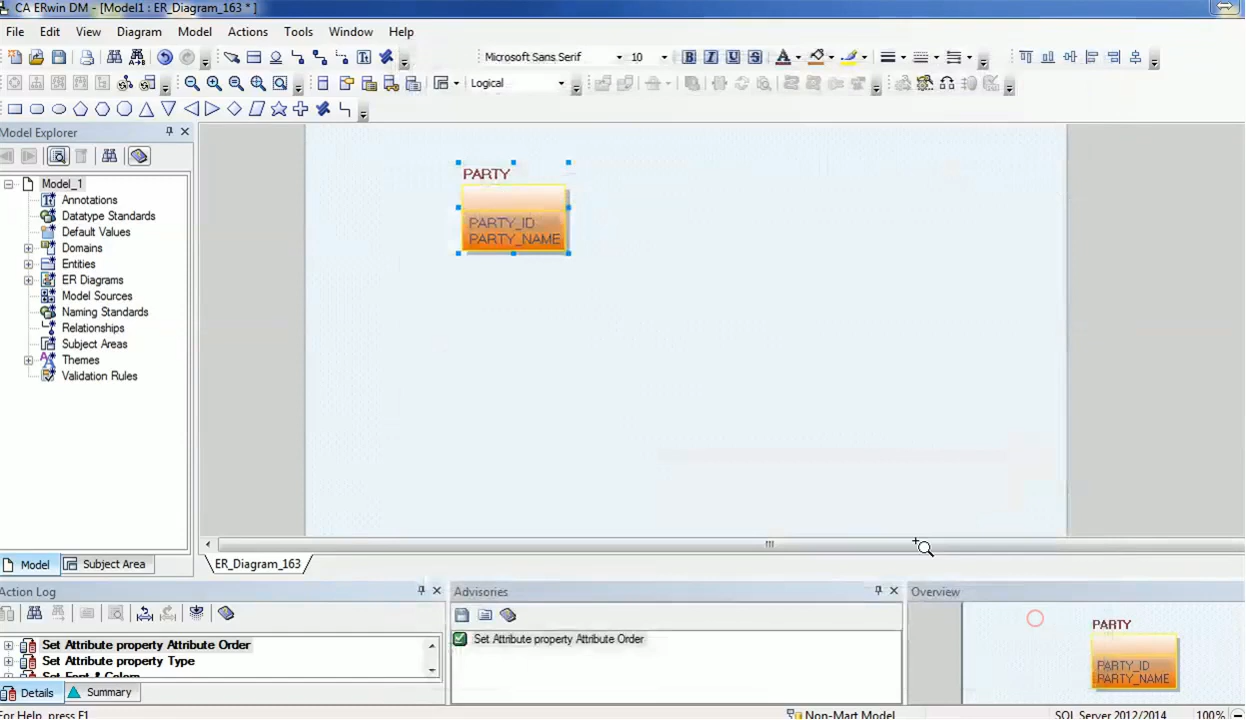 CA ERwin DM - [Model1 : ER_Diagram_163 * ]
File Edit View Diagram Model Actions Tools Window Help
Microsoft Sans Serif 10 B I U S A
Logical
Model Explorer
Model_1
Annotations
Datatype Standards
Default Values
Domains
Entities
ER Diagrams
Model Sources
Naming Standards
Relationships
Subject Areas
Themes
Validation Rules
Model Subject Area
PARTY
PARTY_ID
PARTY_NAME
ER_Diagram_163
Action Log
Set Attribute property Attribute Order
Set Attribute property Type
Set Font & Colors
Details Summary
Advisories
Set Attribute property Attribute Order
Overview
PARTY
PARTY_ID
PARTY_NAME
For Help, press F1 Non-Mart Model SQL Server 2012/2014 100%